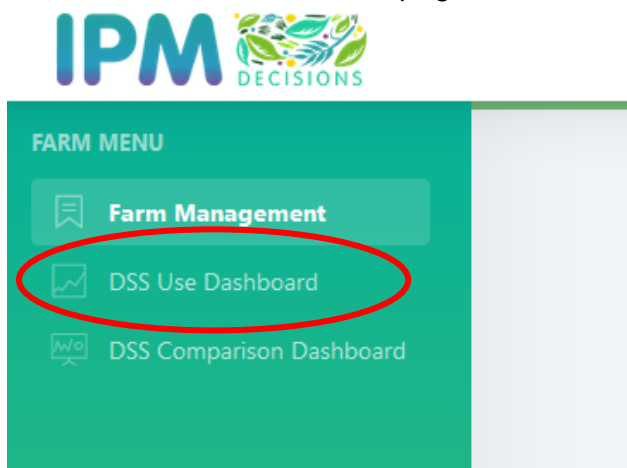 IPM
DECISIONS
FARM MENU
Farm Management
DSS Use Dashboard
DSS Comparison Dashboard